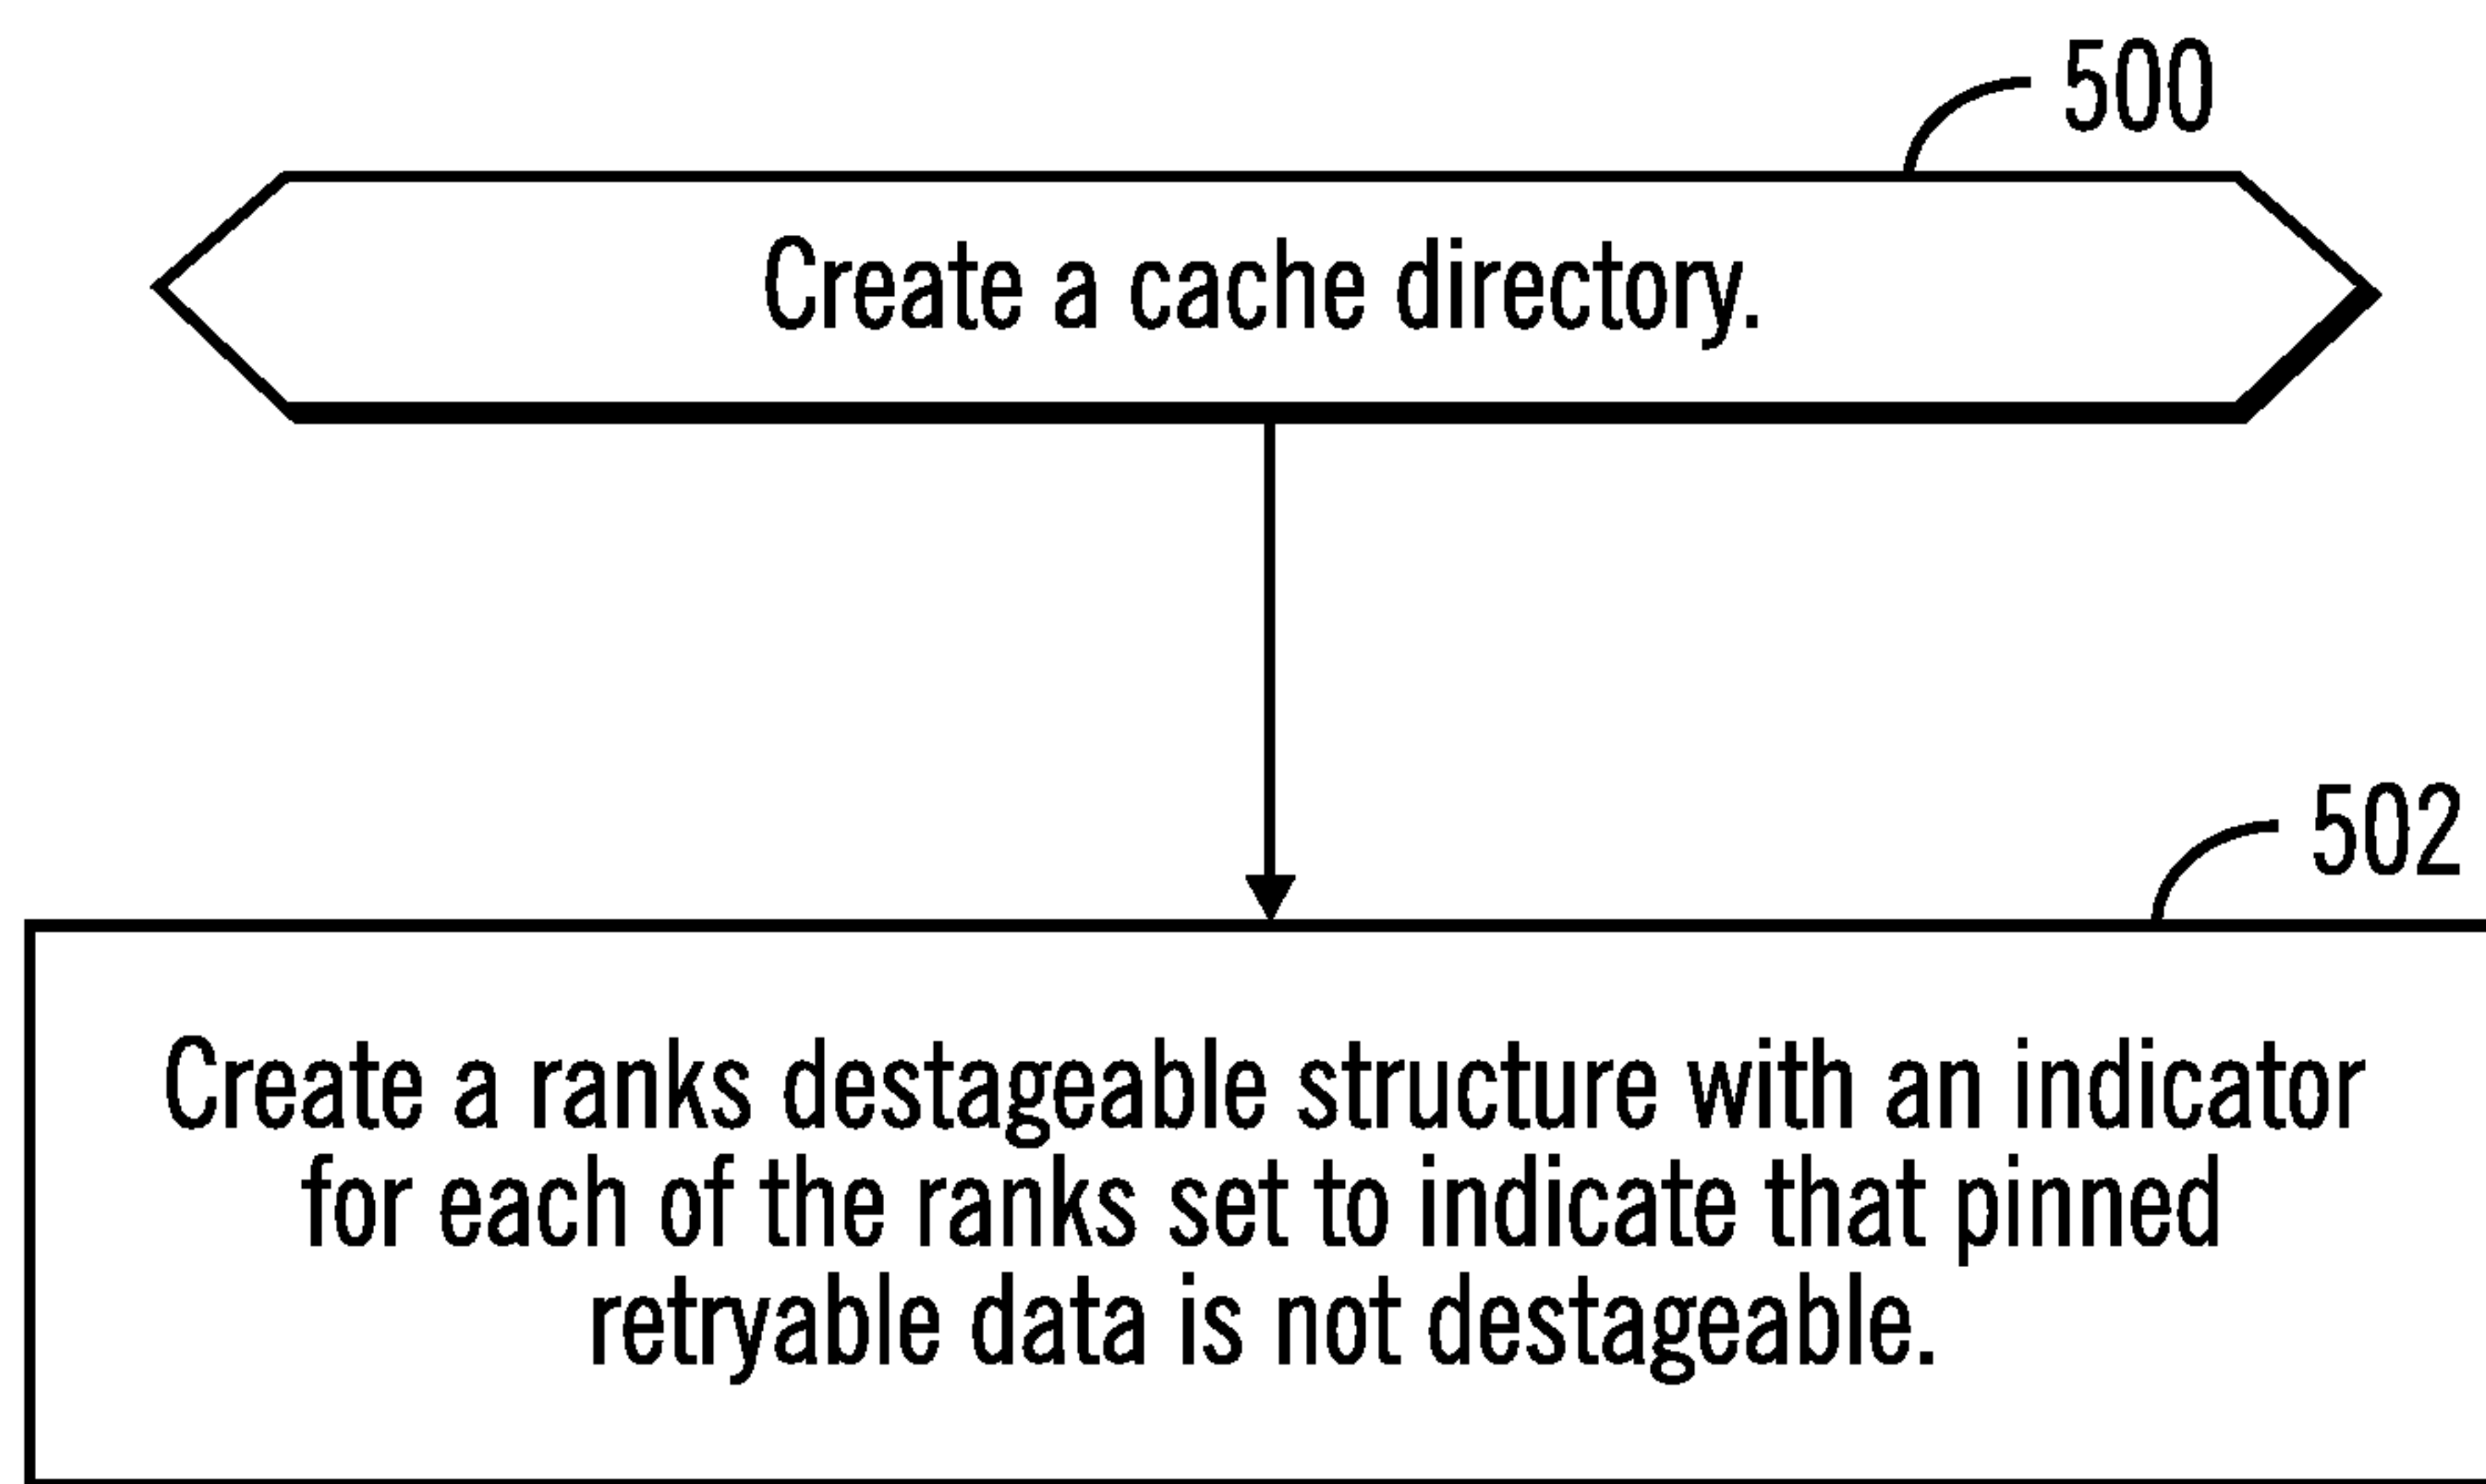 500
Create a cache directory.
502
Create a ranks destageable structure with an indicator
for each of the ranks set to indicate that pinned
retryable data is not destageable.